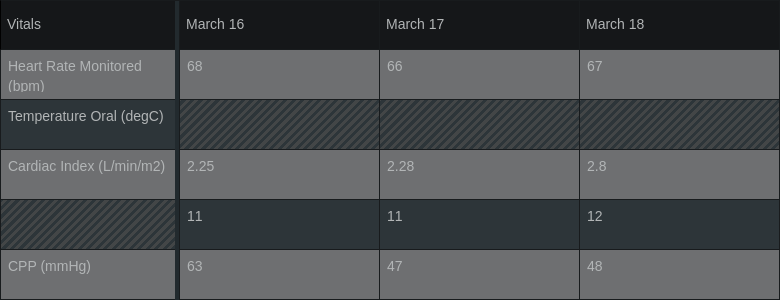 Vitals March 16 March 17 March 18
Heart Rate Monitored (bpm) 68 66 67
Temperature Oral (degC)
Cardiac Index (L/min/m2) 2.25 2.28 2.8
11 11 12
CPP (mmHg) 63 47 48